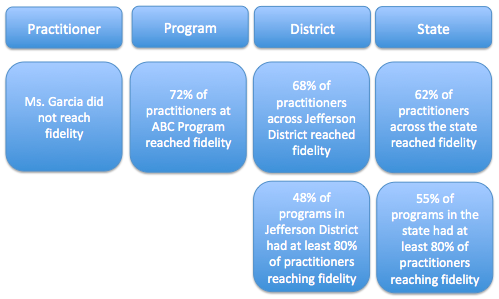 Practitioner
Program
District
State
Ms. Garcia did
not reach
fidelity
72% of
practitioners at
ABC Program
reached fidelity
68% of
practitioners
across Jefferson
District reached
fidelity
62% of
practitioners
across the state
reached fidelity
48% of
programs in
Jefferson District
had at least 80%
of practitioners
reaching fidelity
55% of
programs in the
state had at
least 80% of
practitioners
reaching fidelity